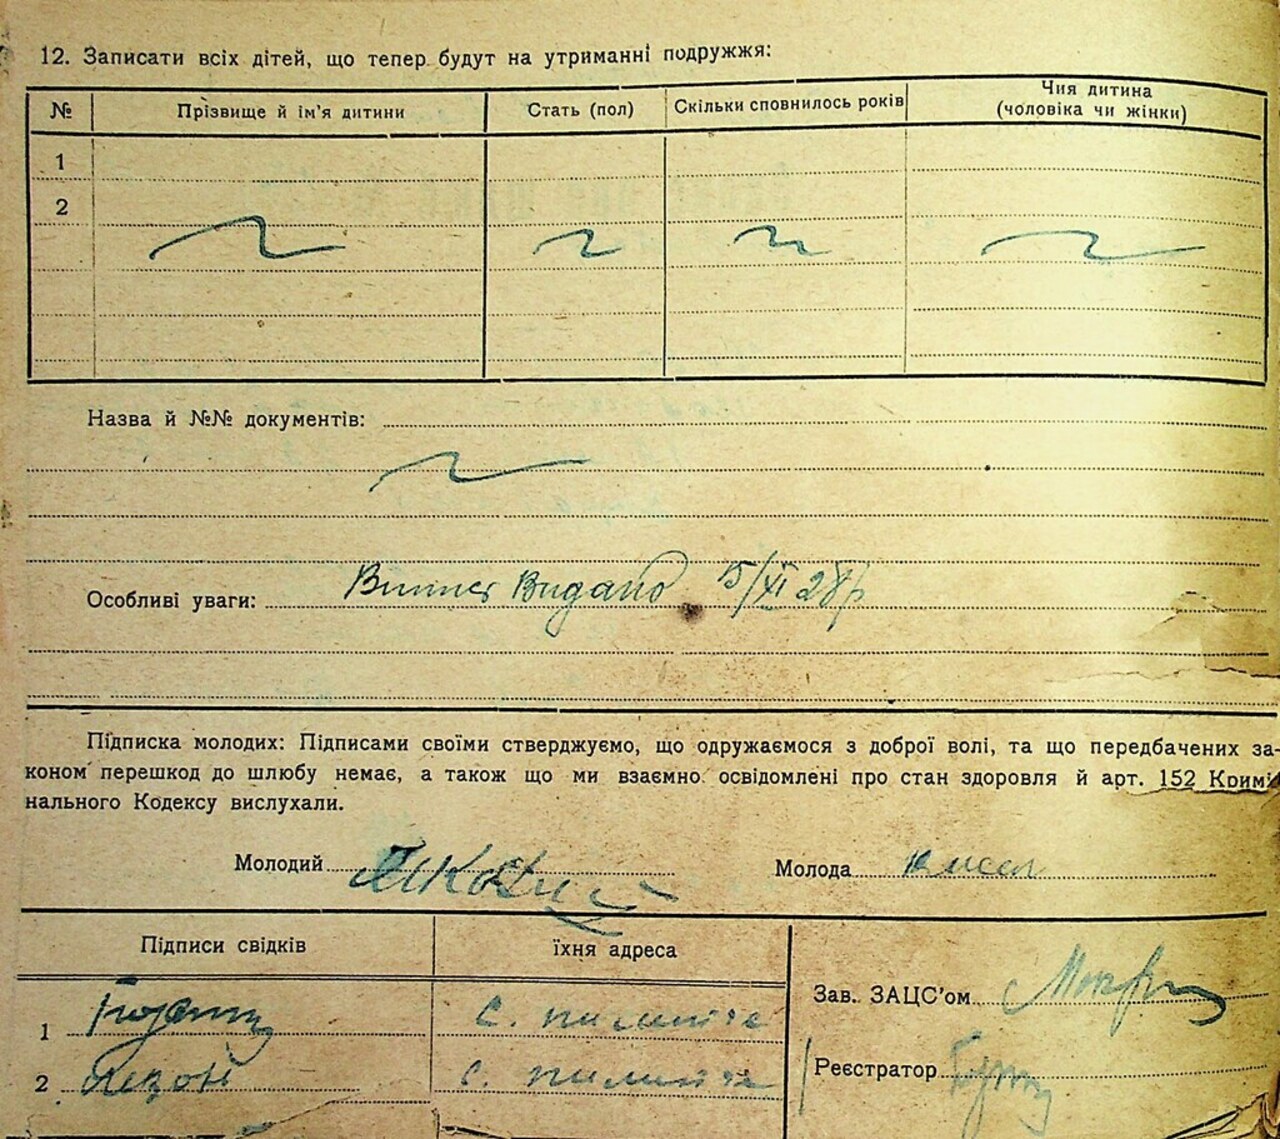 12. Записати всіх дітей, що тепер будут на утриманні подружжя:
№ Прізвище й ім'я дитини Стать (пол) Скільки сповнилось років Чия дитина (чоловіка чи жінки)
1
2
Назва й №№ документів:
Особливі уваги: Видано 15/XI 28р
Підписка молодих: Підписами своїми стверджуємо, що одружаємося з доброї волі, та що передбачених за-
коном перешкод до шлюбу немає, а також що ми взаємно освідомлені про стан здоровля й арт. 152 Кримі
нального Кодексу вислухали.
Молодий Молода
Підписи свідків їхня адреса
Зав. ЗАЦС'ом
1 с.
Реєстратор
2 с.